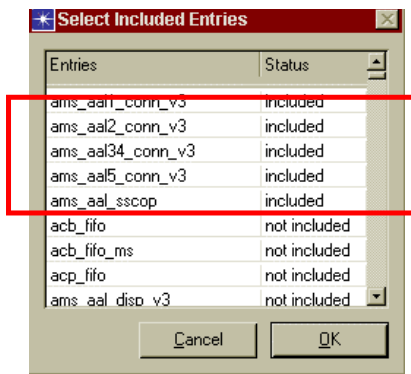 Select Included Entries
Entries Status
ams_aal1_conn_v3 included
ams_aal2_conn_v3 included
ams_aal34_conn_v3 included
ams_aal5_conn_v3 included
ams_aal_sscop included
acb_fifo not included
acb_fifo_ms not included
acp_fifo not included
ams_aal_disp_v3 not included
Cancel OK